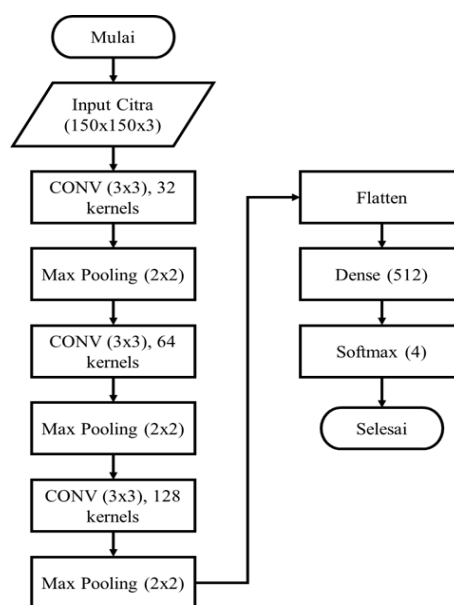 Mulai
Input Citra
(150x150x3)
CONV (3x3), 32
kernels
Max Pooling (2x2)
CONV (3x3), 64
kernels
Max Pooling (2x2)
CONV (3x3), 128
kernels
Max Pooling (2x2)
Flatten
Dense (512)
Softmax (4)
Selesai